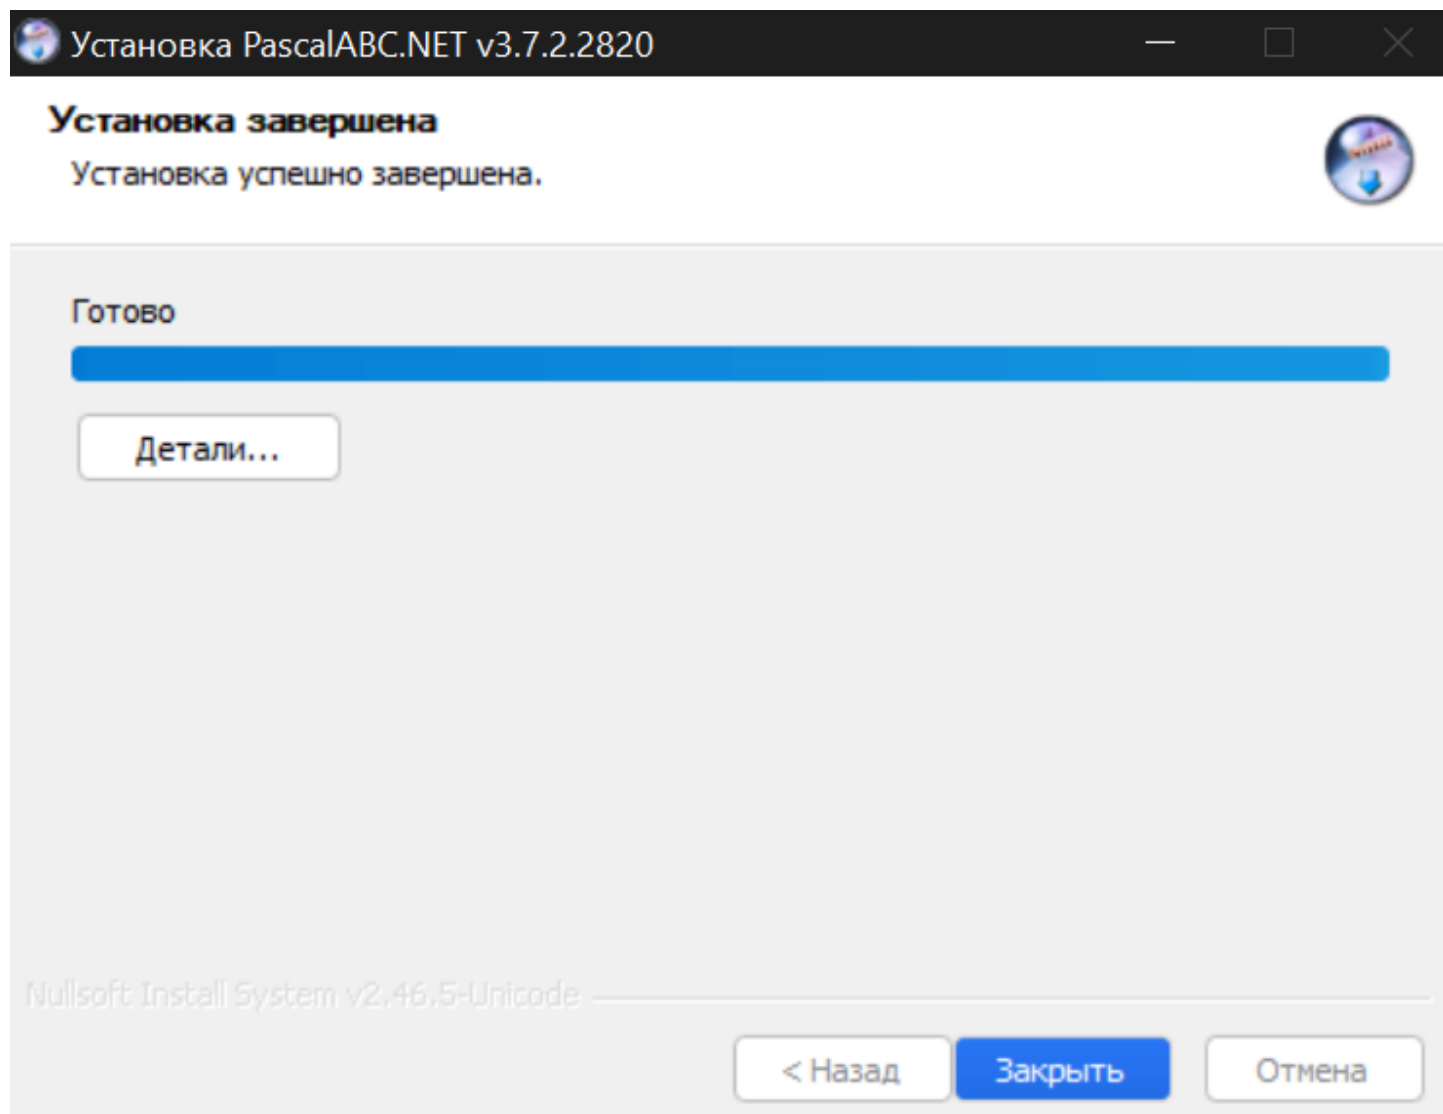 Установка PascalABC.NET v3.7.2.2820
Установка завершена
Установка успешно завершена.
Готово
Детали...
Nullsoft Install System v2.46.5-Unicode
< Назад
Закрыть
Отмена